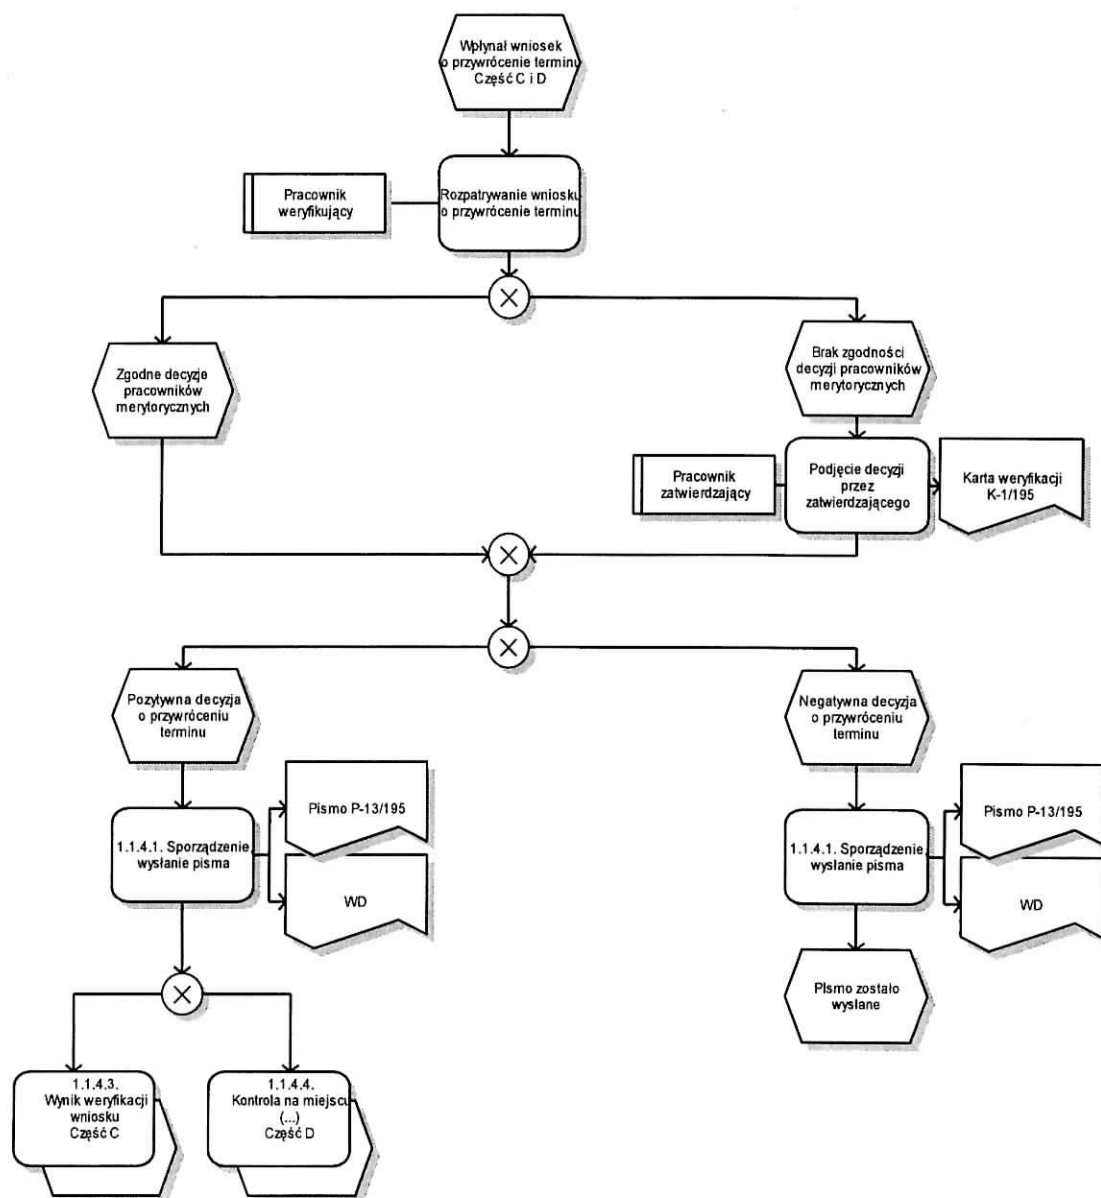 Wpłynał wniosek
o przywrócenie terminu
Część C i D
Pracownik
weryfikujący
Rozpatrywanie wniosku
o przywrócenie terminu
Zgodne decyzje
pracowników
merytorycznych
Brak zgodności
decyzji pracowników
merytorycznych
Pracownik
zatwierdzający
Podjęcie decyzji
przez
zatwierdzającego
Karta weryfikacji
K-1/195
Pozytywna decyzja
o przywróceniu
terminu
Negatywna decyzja
o przywróceniu
terminu
1.1.4.1. Sporządzenie,
wysłanie pisma
Pismo P-13/195
WD
1.1.4.1. Sporządzenie,
wysłanie pisma
Pismo P-13/195
WD
PIsmo zostało
wysłane
1.1.4.3.
Wynik weryfikacji
wniosku
Część C
1.1.4.4.
Kontrola na miejscu
(...)
Część D